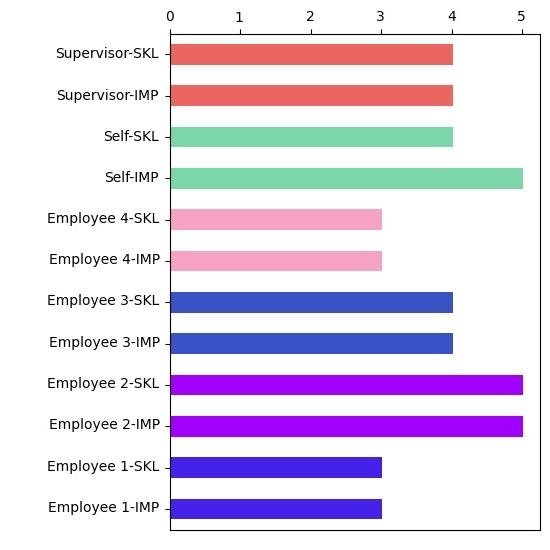 0 1 2 3 4 5
Supervisor-SKL
Supervisor-IMP
Self-SKL
Self-IMP
Employee 4-SKL
Employee 4-IMP
Employee 3-SKL
Employee 3-IMP
Employee 2-SKL
Employee 2-IMP
Employee 1-SKL
Employee 1-IMP